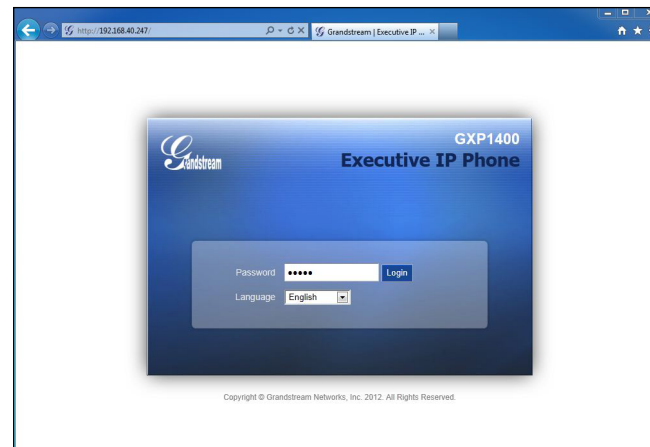 http://192.168.40.247/
Grandstream | Executive IP ...
Grandstream
GXP1400
Executive IP Phone
Password ••••• Login
Language English
Copyright © Grandstream Networks, Inc. 2012. All Rights Reserved.